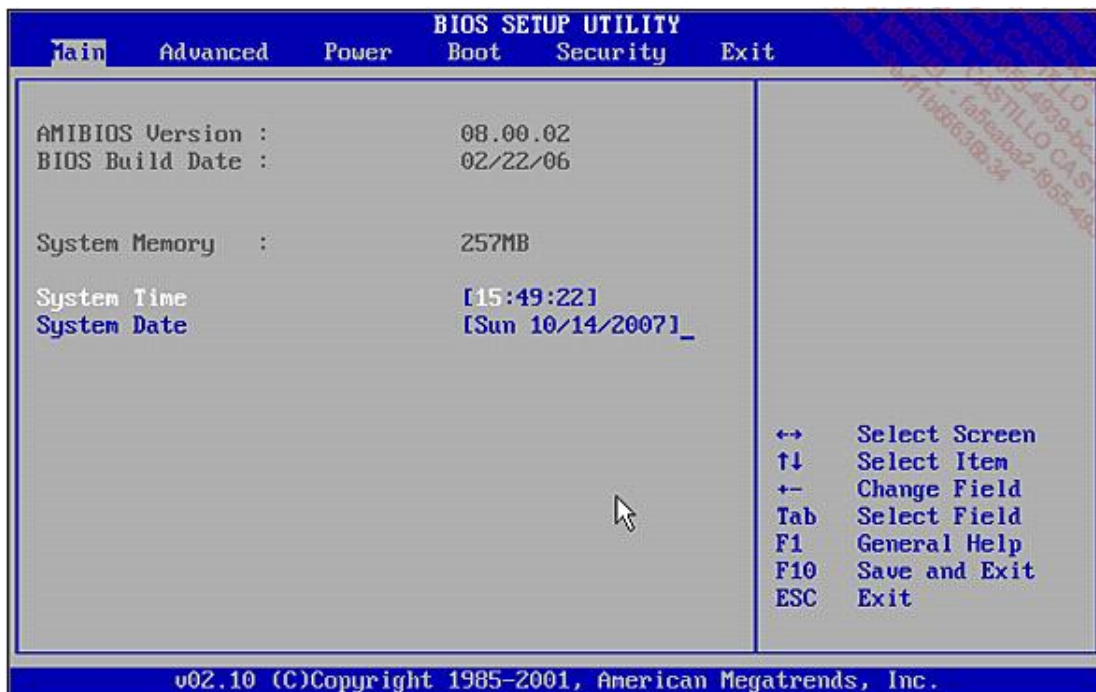 BIOS SETUP UTILITY
Main Advanced Power Boot Security Exit
AMIBIOS Version : 08.00.02
BIOS Build Date : 02/22/06
System Memory : 257MB
System Time [15:49:22]
System Date [Sun 10/14/2007]_
←→ Select Screen
↑↓ Select Item
+- Change Field
Tab Select Field
F1 General Help
F10 Save and Exit
ESC Exit
v02.10 (C)Copyright 1985-2001, American Megatrends, Inc.